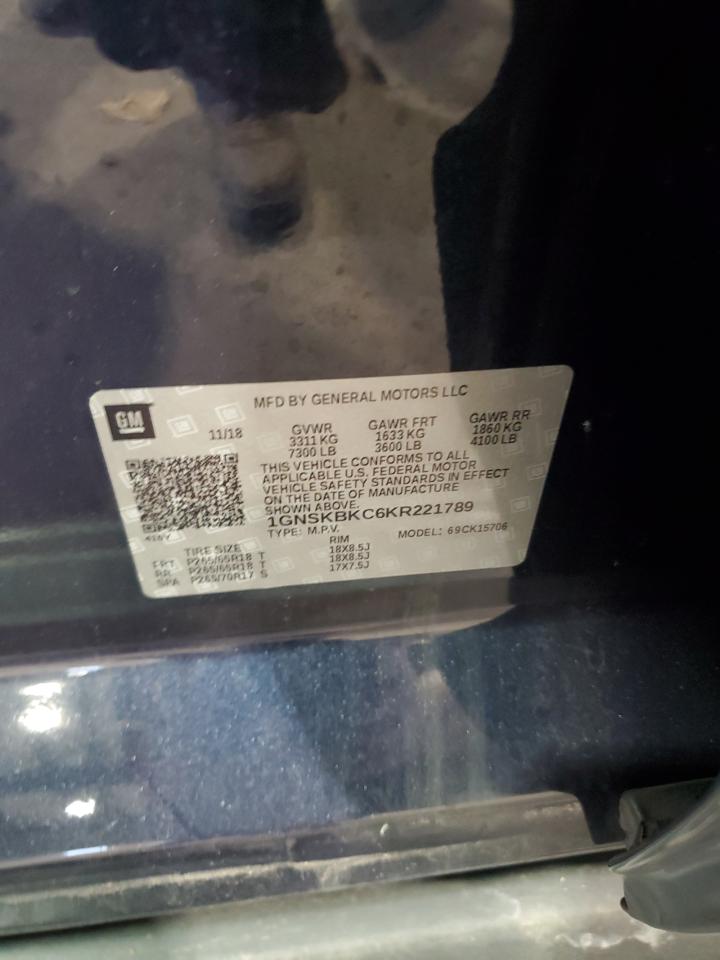 MFD BY GENERAL MOTORS LLC
GM
11/18
GVWR GAWR FRT GAWR RR
3311 KG 1633 KG 1860 KG
7300 LB 3600 LB 4100 LB
THIS VEHICLE CONFORMS TO ALL
APPLICABLE U.S. FEDERAL MOTOR
VEHICLE SAFETY STANDARDS IN EFFECT
ON THE DATE OF MANUFACTURE
SHOWN ABOVE.
1GNSKBKC6KR221789
TYPE: M.P.V. MODEL: 69CK15706
TIRE SIZE RIM
FRT P265/65R18 T 18X8.5J
RR P265/65R18 T 18X8.5J
SPA P265/70R17 S 17X7.5J